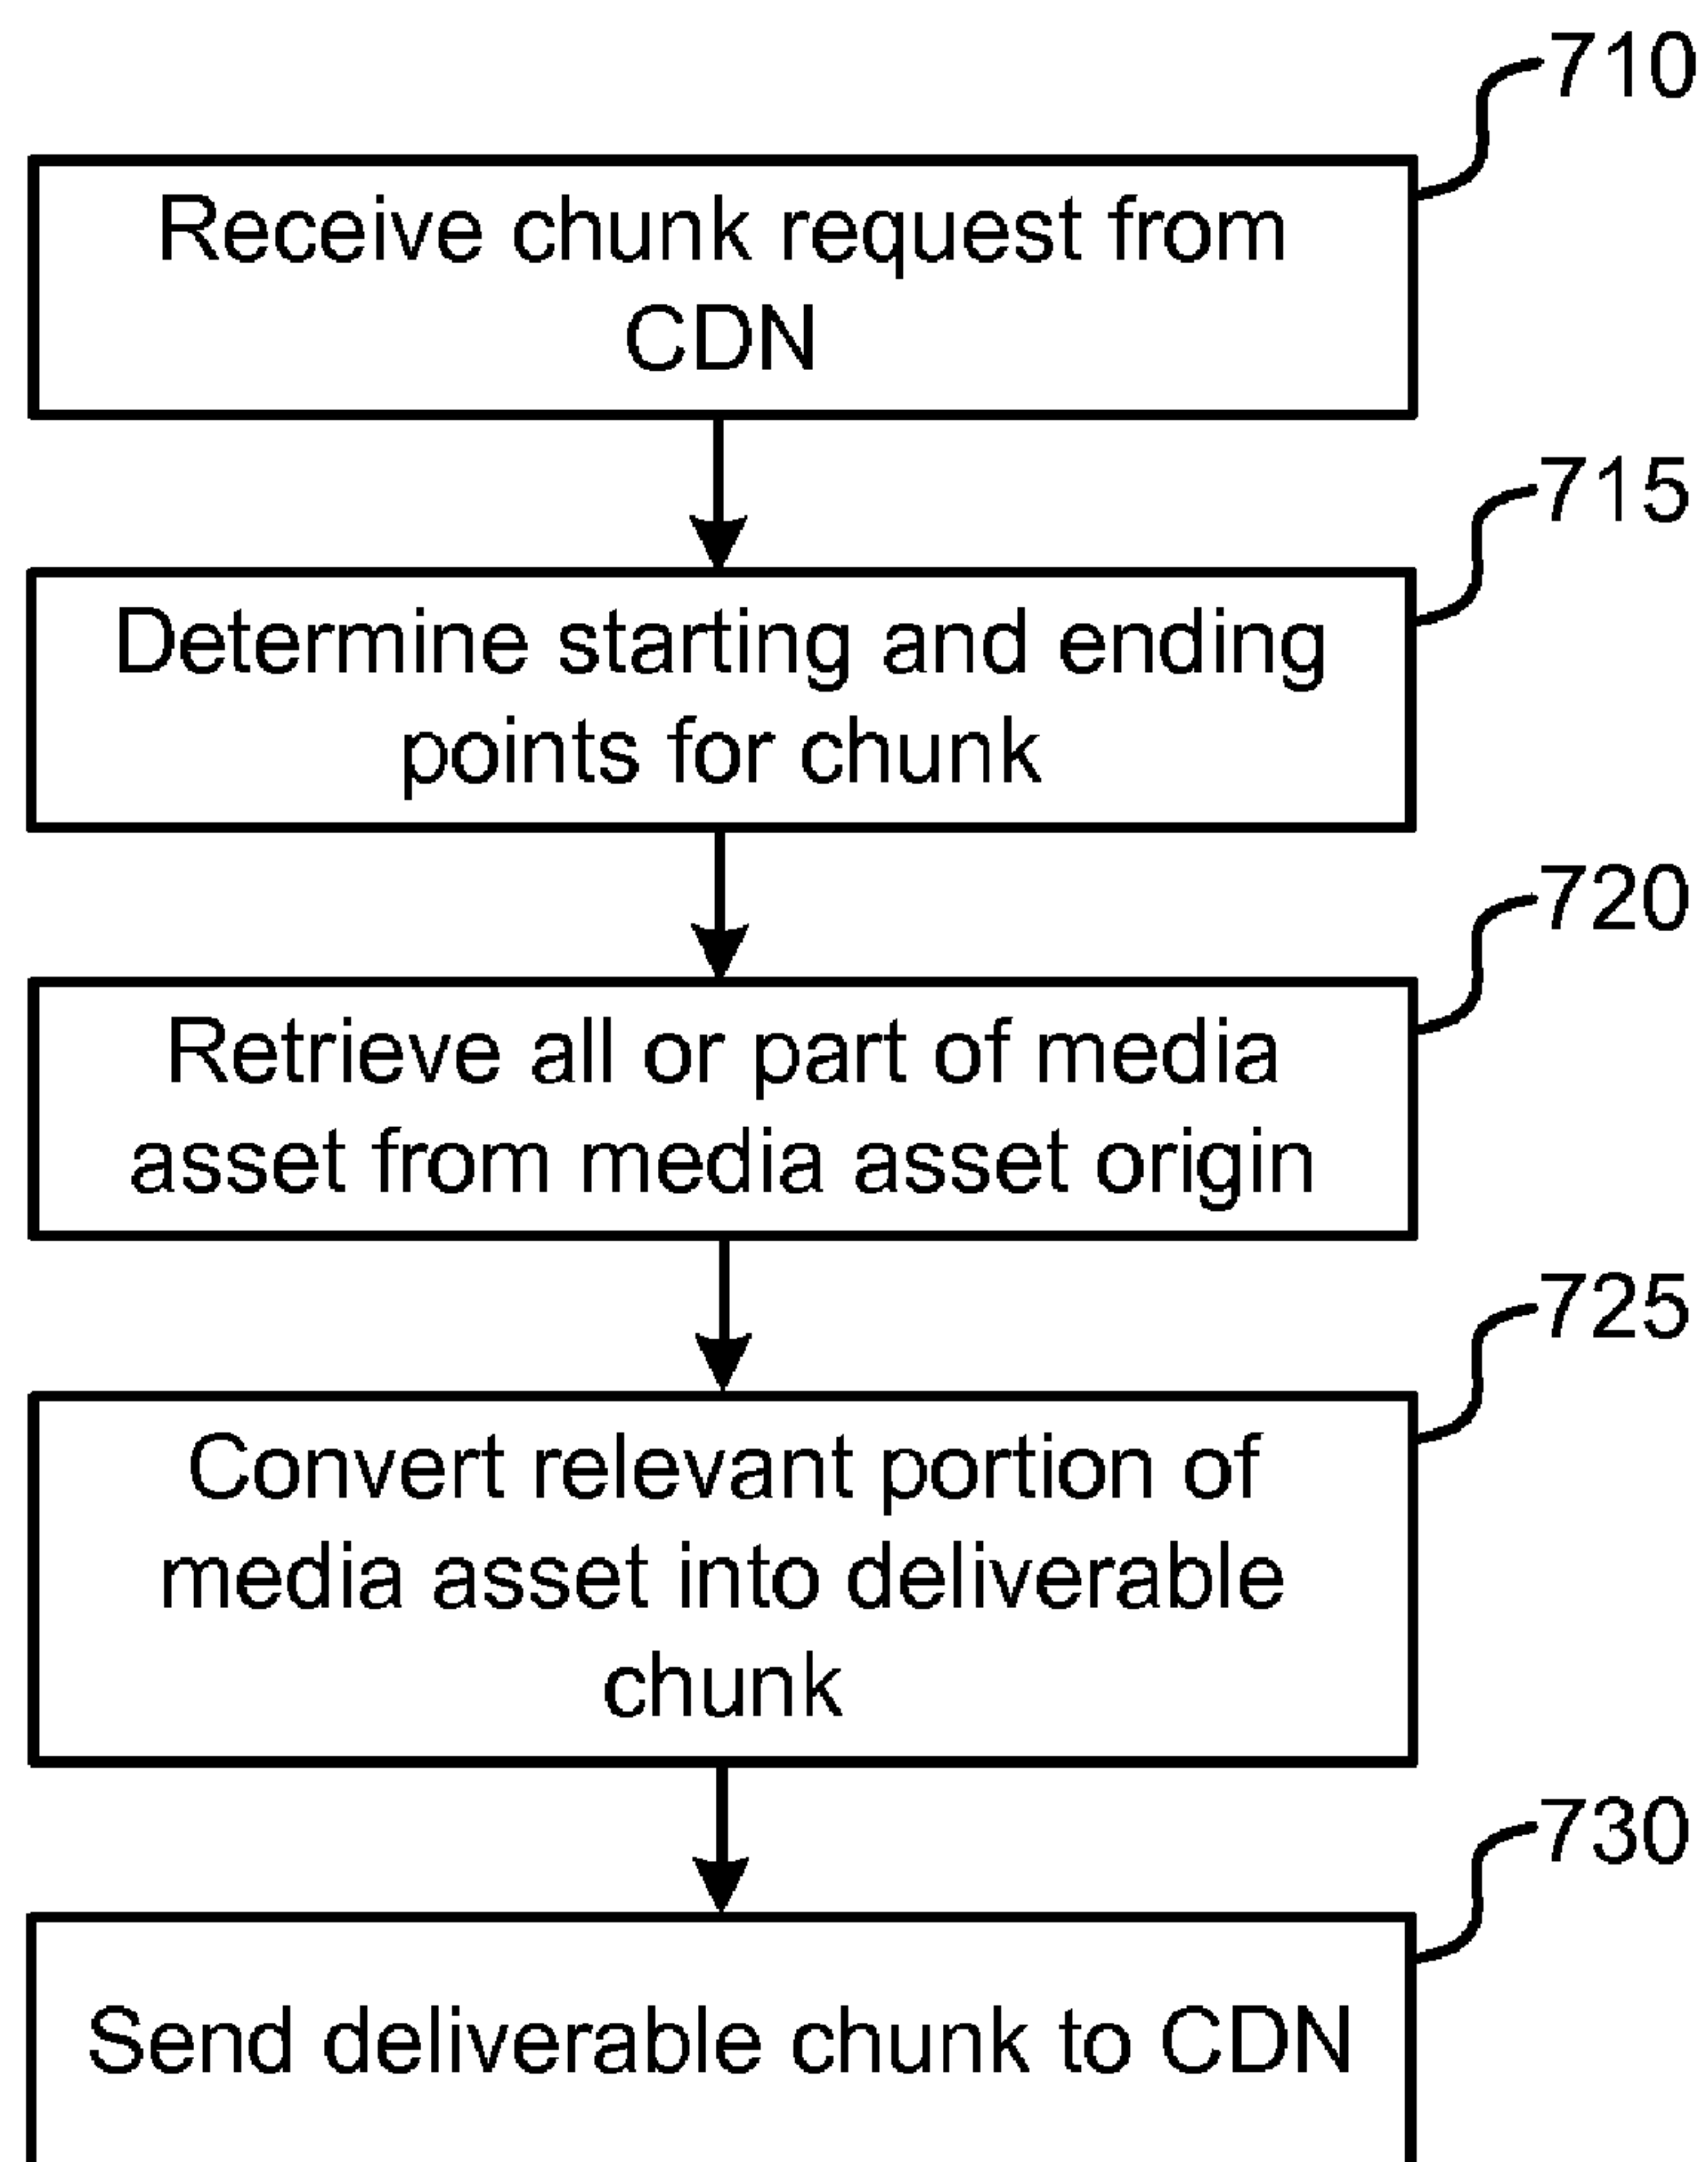 710
Receive chunk request from
CDN
715
Determine starting and ending
points for chunk
720
Retrieve all or part of media
asset from media asset origin
725
Convert relevant portion of
media asset into deliverable
chunk
730
Send deliverable chunk to CDN